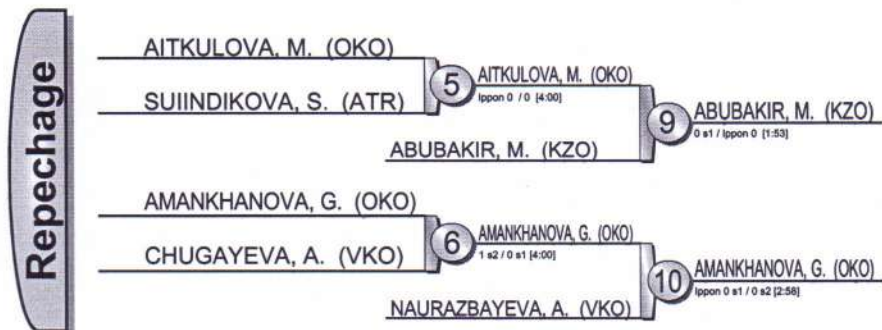 Repechage
AITKULOVA, M. (OKO)
SUIINDIKOVA, S. (ATR)
5
AITKULOVA, M. (OKO)
Ippon 0 / 0 [4:00]
ABUBAKIR, M. (KZO)
9
ABUBAKIR, M. (KZO)
0 s1 / Ippon 0 [1:53]
AMANKHANOVA, G. (OKO)
CHUGAYEVA, A. (VKO)
6
AMANKHANOVA, G. (OKO)
1 s2 / 0 s1 [4:00]
NAURAZBAYEVA, A. (VKO)
10
AMANKHANOVA, G. (OKO)
Ippon 0 s1 / 0 s2 [2:58]